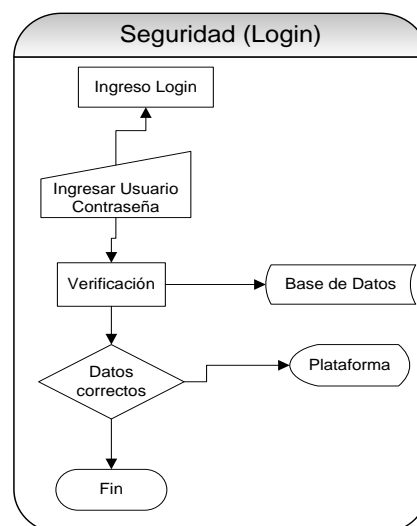 Seguridad (Login)
Ingreso Login
Ingresar Usuario
Contraseña
Verificación
Base de Datos
Datos
correctos
Plataforma
Fin